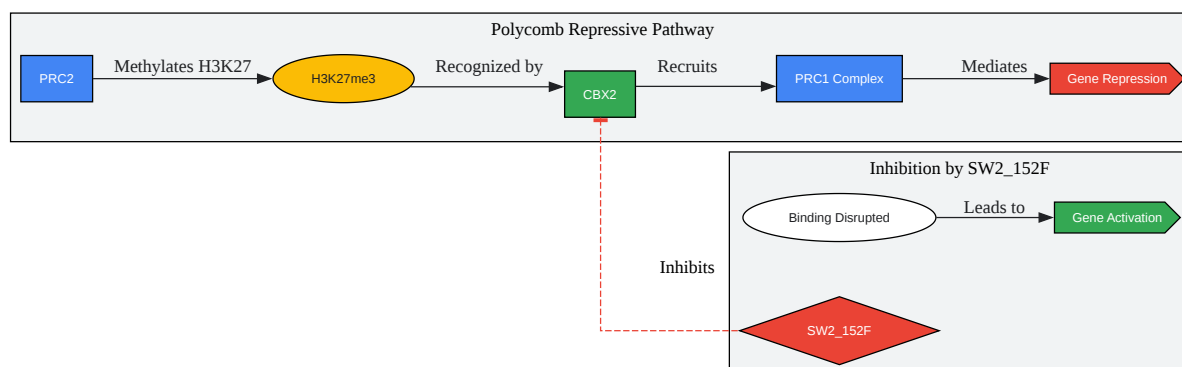 Polycomb Repressive Pathway
PRC2
Methylates H3K27
H3K27me3
Recognized by
CBX2
Recruits
PRC1 Complex
Mediates
Gene Repression
Inhibition by SW2_152F
Binding Disrupted
Leads to
Gene Activation
Inhibits
SW2_152F